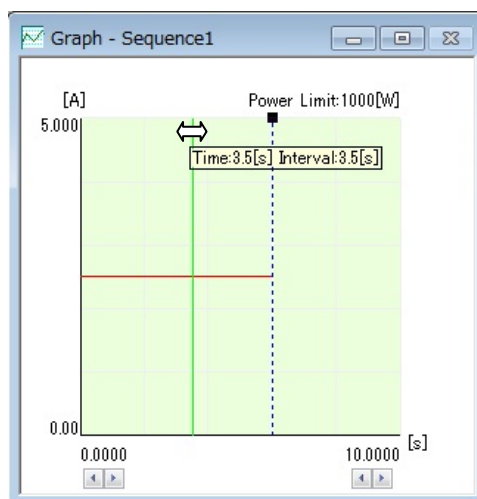 Graph - Sequence1
[A]
Power Limit:1000[W]
5.000
Time:3.5[s] Interval:3.5[s]
0.00
[s]
0.0000
10.0000